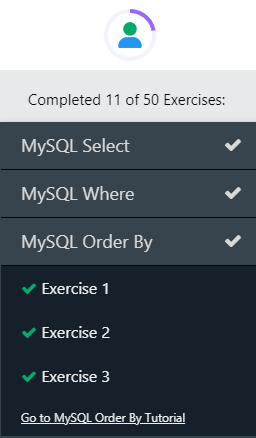 Completed 11 of 50 Exercises:
MySQL Select
MySQL Where
MySQL Order By
Exercise 1
Exercise 2
Exercise 3
Go to MySQL Order By Tutorial